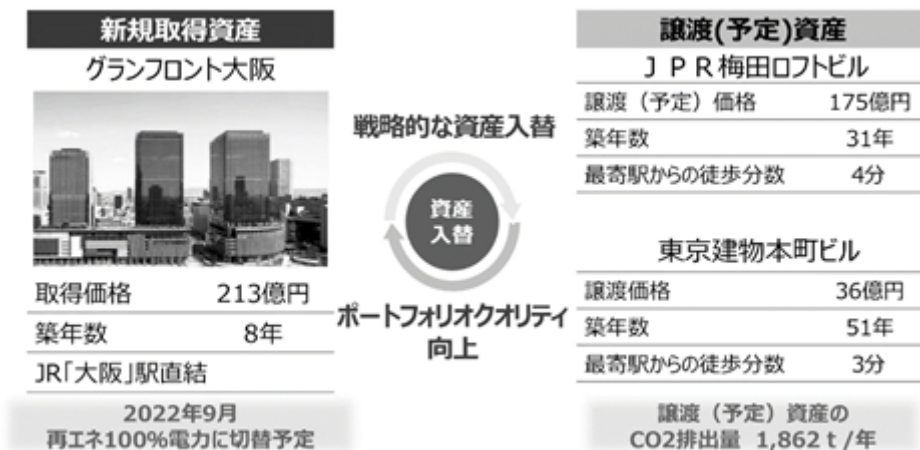 新規取得資産
グランフロント大阪
取得価格 213億円
築年数 8年
JR「大阪」駅直結
2022年9月
再エネ100%電力に切替予定
戦略的な資産入替
資産
入替
ポートフォリオクオリティ
向上
譲渡(予定)資産
JPR梅田ロフトビル
譲渡（予定）価格 175億円
築年数 31年
最寄駅からの徒歩分数 4分
東京建物本町ビル
譲渡価格 36億円
築年数 51年
最寄駅からの徒歩分数 3分
譲渡（予定）資産の
CO2排出量 1,862ｔ/年